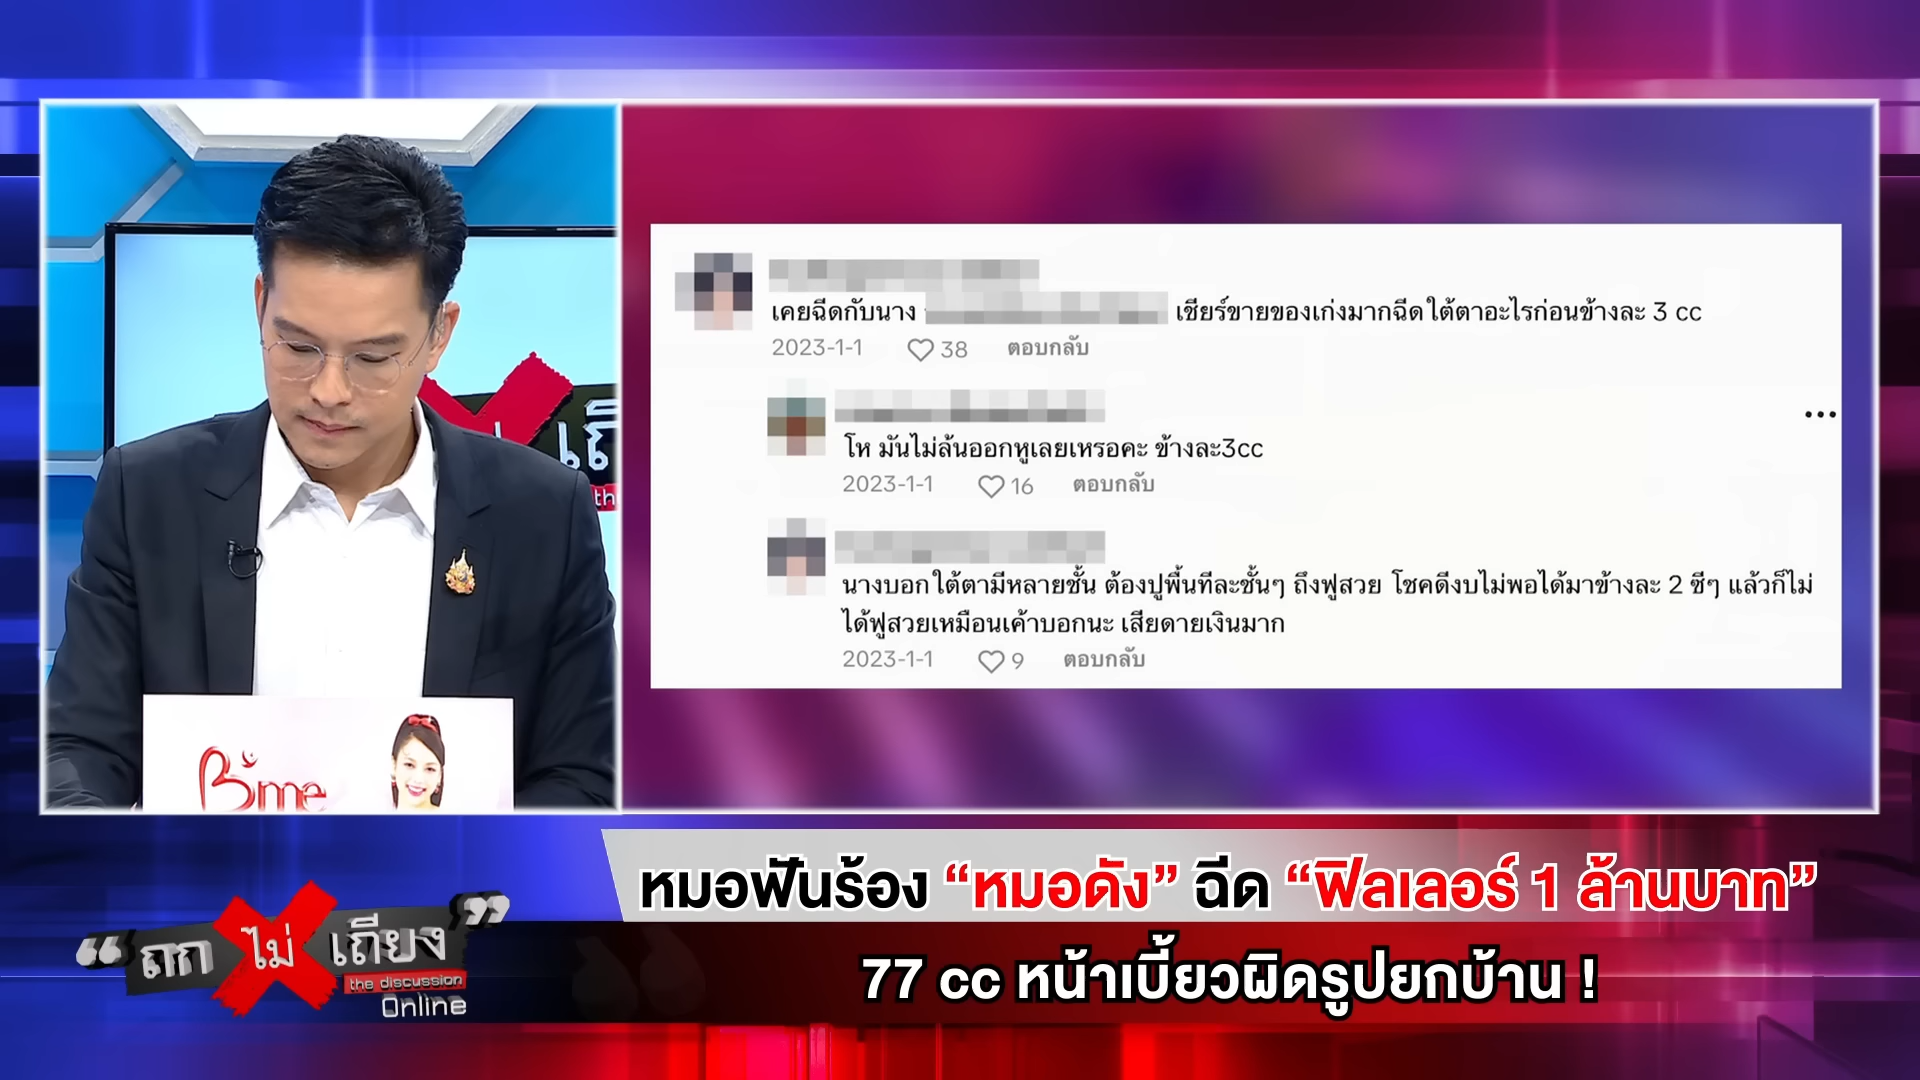 เถี
the
B'me
เคยฉีดกับนาง เชียร์ขายของเก่งมากฉีดใต้ตาอะไรก่อนข้างละ 3 cc
2023-1-1 38 ตอบกลับ
โห มันไม่ล้นออกหูเลยเหรอคะ ข้างละ3cc
2023-1-1 16 ตอบกลับ
นางบอกใต้ตามีหลายชั้น ต้องปูพื้นทีละชั้นๆ ถึงฟูสวย โชคดีงบไม่พอได้มาข้างละ 2 ซีๆ แล้วก็ไม่
ได้ฟูสวยเหมือนเค้าบอกนะ เสียดายเงินมาก
2023-1-1 9 ตอบกลับ
หมอฟันร้อง “หมอดัง” ฉีด “ฟิลเลอร์ 1 ล้านบาท”
77 cc หน้าเบี้ยวผิดรูปยกบ้าน !
“ถกไม่เถียง”
the discussion
Online